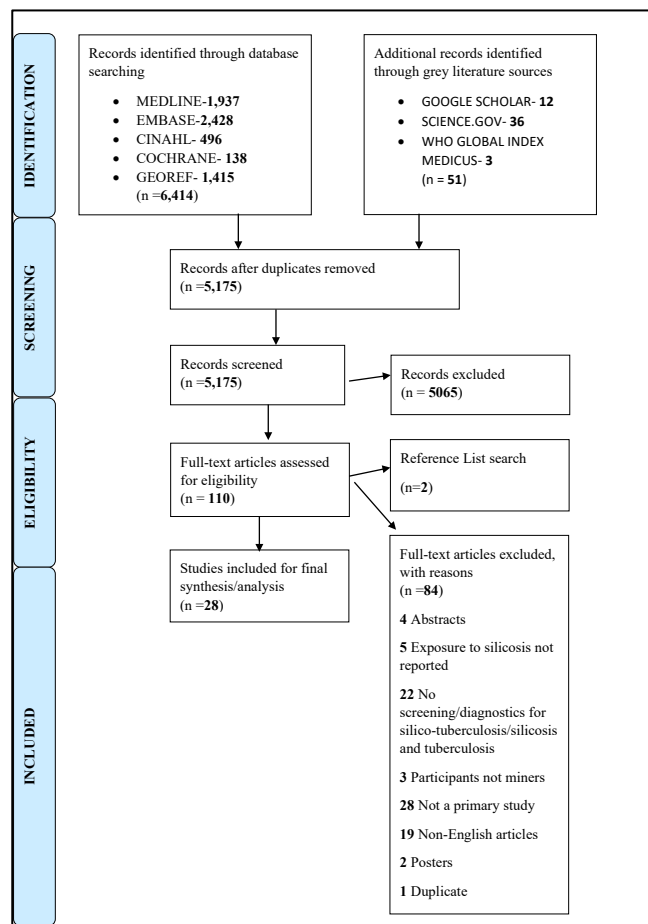 IDENTIFICATION
Records identified through database
searching
• MEDLINE-1,937
• EMBASE-2,428
• CINAHL-496
• COCHRANE-138
• GEOREF-1,415
(n =6,414)
Additional records identified
through grey literature sources
• GOOGLE SCHOLAR- 12
• SCIENCE.GOV- 36
• WHO GLOBAL INDEX
MEDICUS- 3
(n = 51)
SCREENING
Records after duplicates removed
(n =5,175)
Records screened
(n =5,175)
Records excluded
(n = 5065)
ELIGIBILITY
Full-text articles assessed
for eligibility
(n = 110)
Reference List search
(n=2)
INCLUDED
Studies included for final
synthesis/analysis
(n =28)
Full-text articles excluded,
with reasons
(n =84)
4 Abstracts
5 Exposure to silicosis not
reported
22 No
screening/diagnostics for
silico-tuberculosis/silicosis
and tuberculosis
3 Participants not miners
28 Not a primary study
19 Non-English articles
2 Posters
1 Duplicate